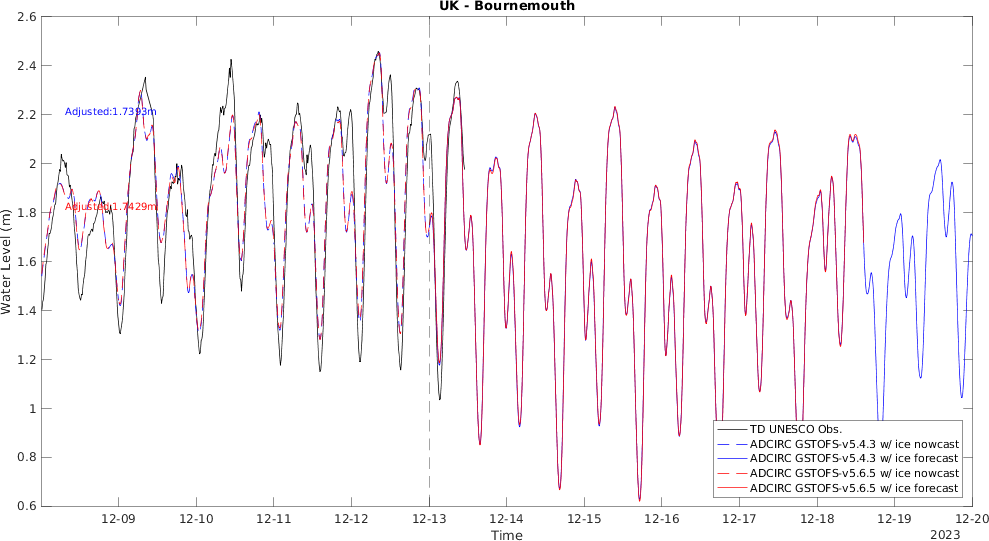 UK - Bournemouth
2.6
2.4
2.2
2
1.8
1.6
1.4
1.2
1
0.8
0.6
Water Level (m)
Adjusted:1.7393m
Adjusted:1.7429m
TD UNESCO Obs.
ADCIRC GSTOFS-v5.4.3 w/ ice nowcast
ADCIRC GSTOFS-v5.4.3 w/ ice forecast
ADCIRC GSTOFS-v5.6.5 w/ ice nowcast
ADCIRC GSTOFS-v5.6.5 w/ ice forecast
12-09 12-10 12-11 12-12 12-13 12-14 12-15 12-16 12-17 12-18 12-19 12-20
Time
2023